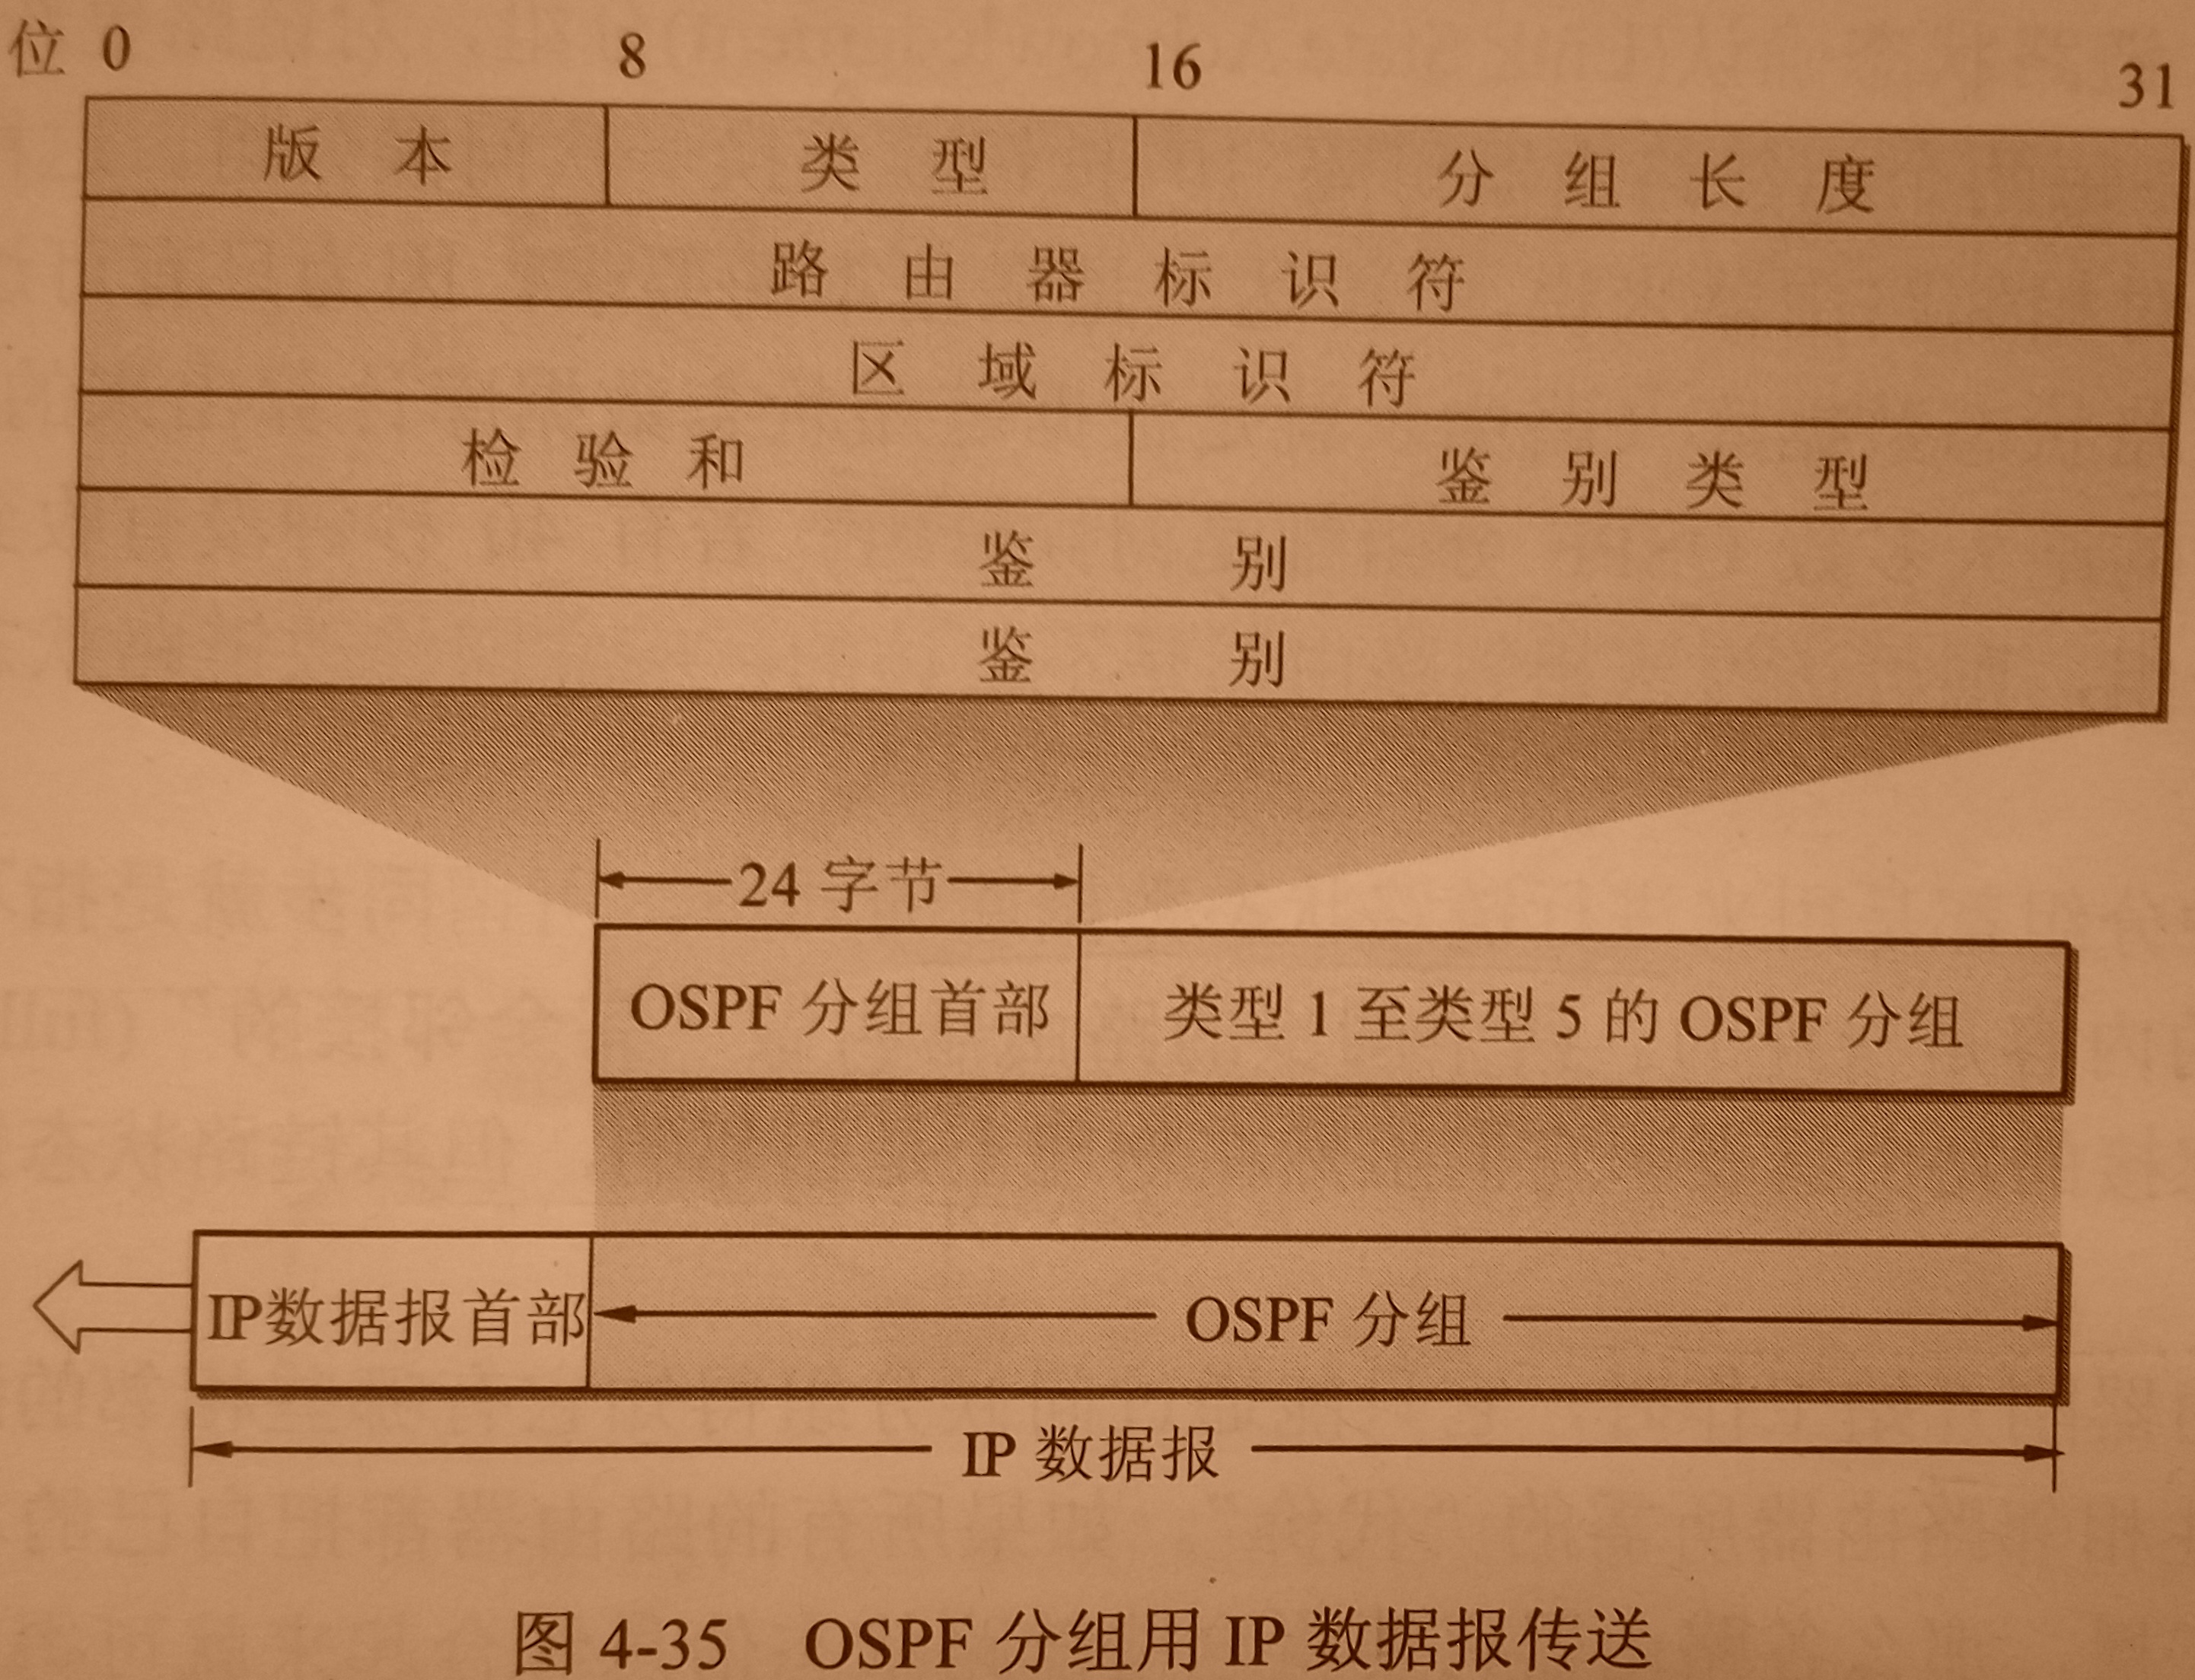 位 0 8 16 31
版 本 类 型 分 组 长 度
路 由 器 标 识 符
区 域 标 识 符
检 验 和 鉴 别 类 型
鉴 别
鉴 别
24 字节
OSPF 分组首部 类型 1 至类型 5 的 OSPF 分组
IP数据报首部 OSPF 分组
IP 数据报
图 4-35 OSPF 分组用 IP 数据报传送